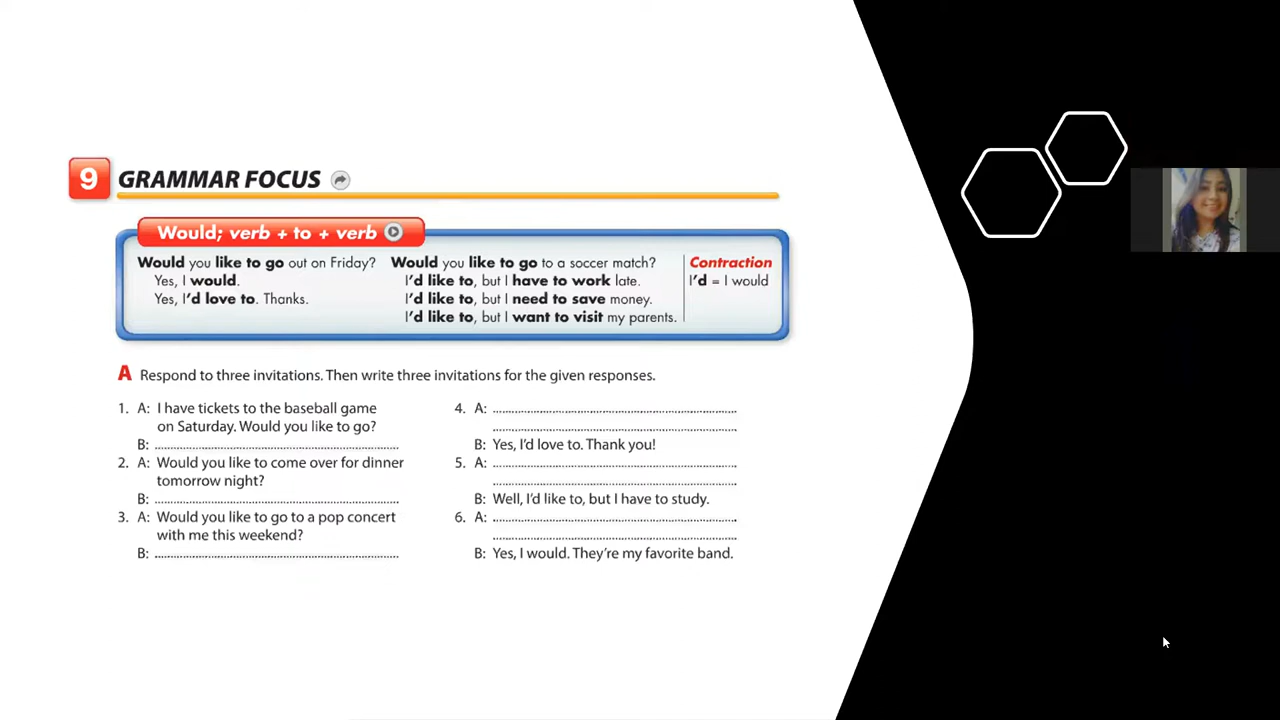 9 GRAMMAR FOCUS
Would; verb + to + verb
Would you like to go out on Friday?
Yes, I would.
Yes, I'd love to. Thanks.
Would you like to go to a soccer match?
I'd like to, but I have to work late.
I'd like to, but I need to save money.
I'd like to, but I want to visit my parents.
Contraction
I'd = I would
A Respond to three invitations. Then write three invitations for the given responses.
1. A: I have tickets to the baseball game
on Saturday. Would you like to go?
B:
2. A: Would you like to come over for dinner
tomorrow night?
B:
3. A: Would you like to go to a pop concert
with me this weekend?
B:
4. A:
B: Yes, I'd love to. Thank you!
5. A:
B: Well, I'd like to, but I have to study.
6. A:
B: Yes, I would. They're my favorite band.